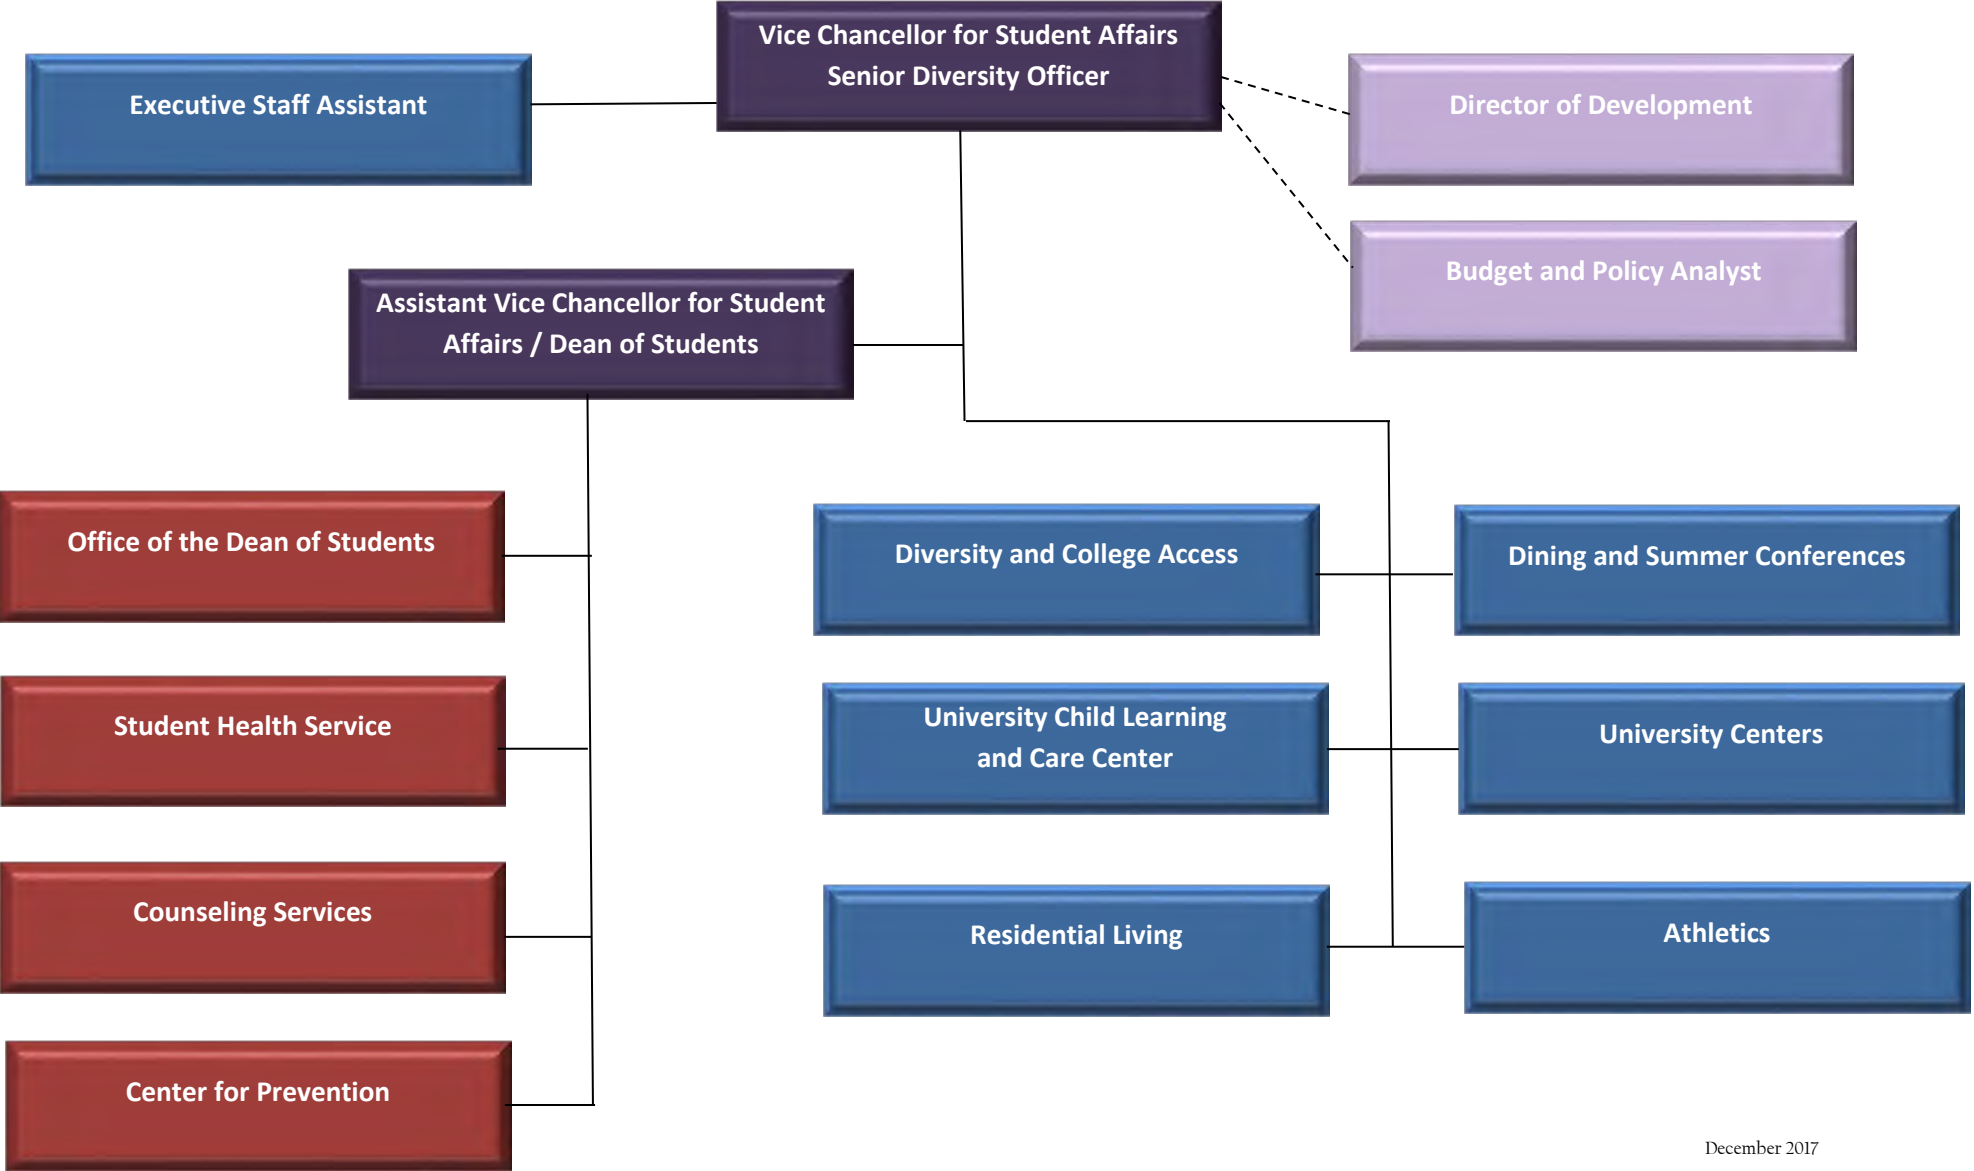 Vice Chancellor for Student Affairs
Senior Diversity Officer
Executive Staff Assistant
Director of Development
Budget and Policy Analyst
Assistant Vice Chancellor for Student
Affairs / Dean of Students
Office of the Dean of Students
Diversity and College Access
Dining and Summer Conferences
Student Health Service
University Child Learning
and Care Center
University Centers
Counseling Services
Residential Living
Athletics
Center for Prevention
December 2017